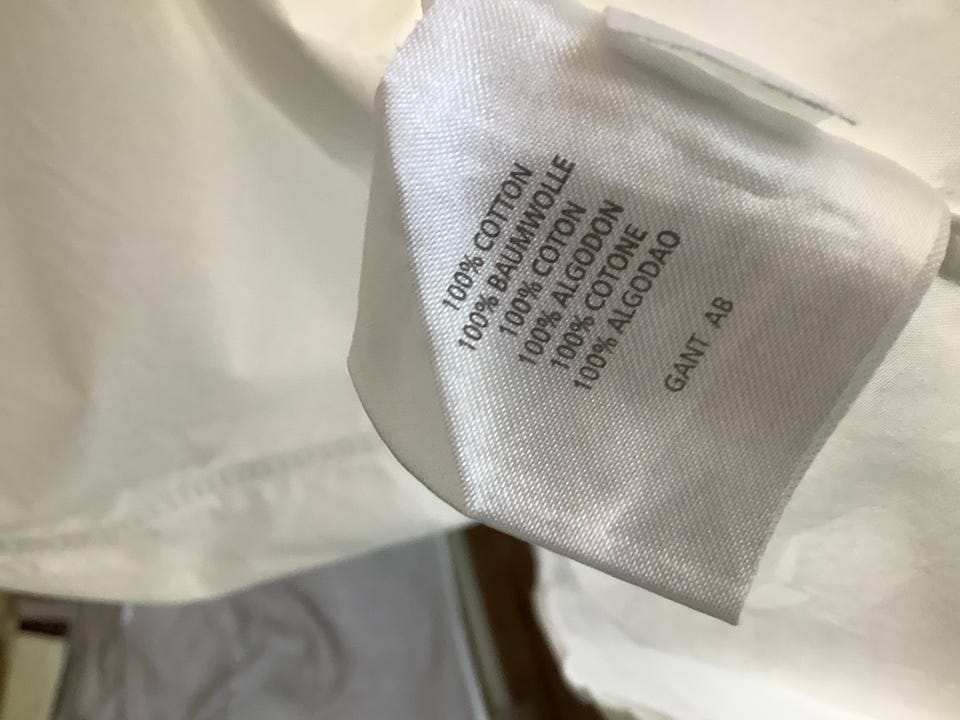 100% COTTON
100% BAUMWOLLE
100% COTON
100% ALGODON
100% COTONE
100% ALGODAO
GANT AB